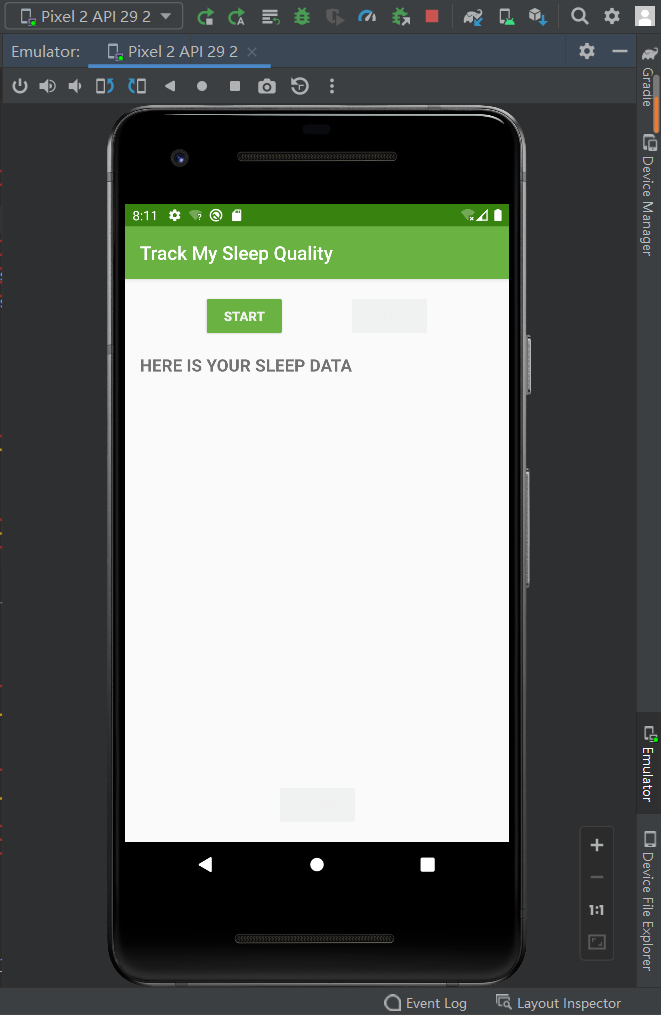 Pixel 2 API 29 2
Emulator:
Pixel 2 API 29 2
8:11
Track My Sleep Quality
START
HERE IS YOUR SLEEP DATA
1:1
Event Log
Layout Inspector
Gradle
Device Manager
Emulator
Device File Explorer